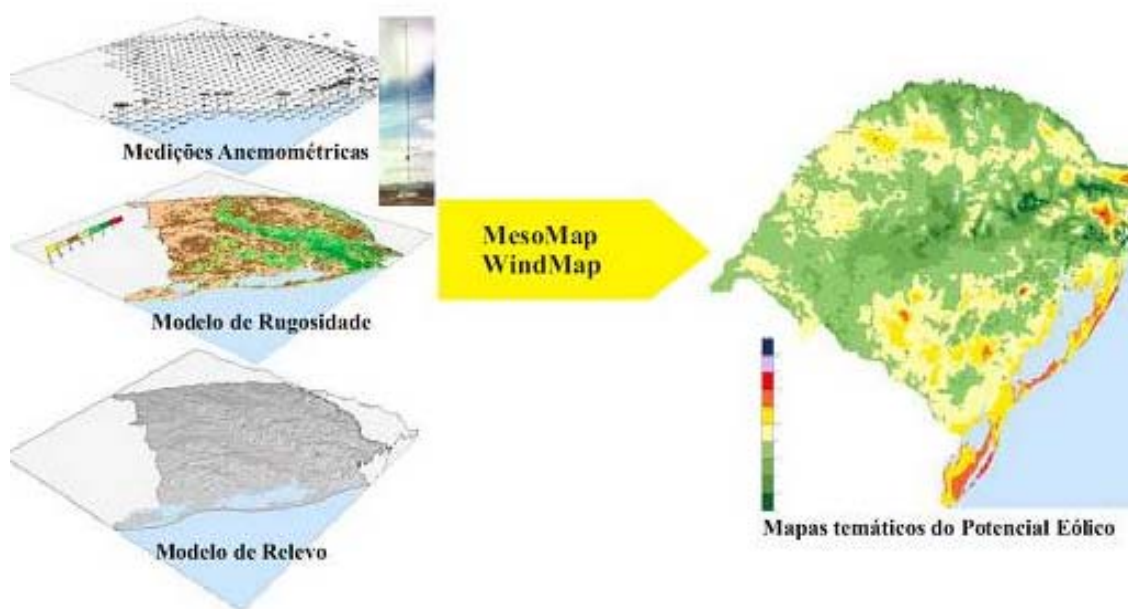 Medições Anemométricas
Modelo de Rugosidade
Modelo de Relevo
MesoMap
WindMap
Mapas temáticos do Potencial Eólico